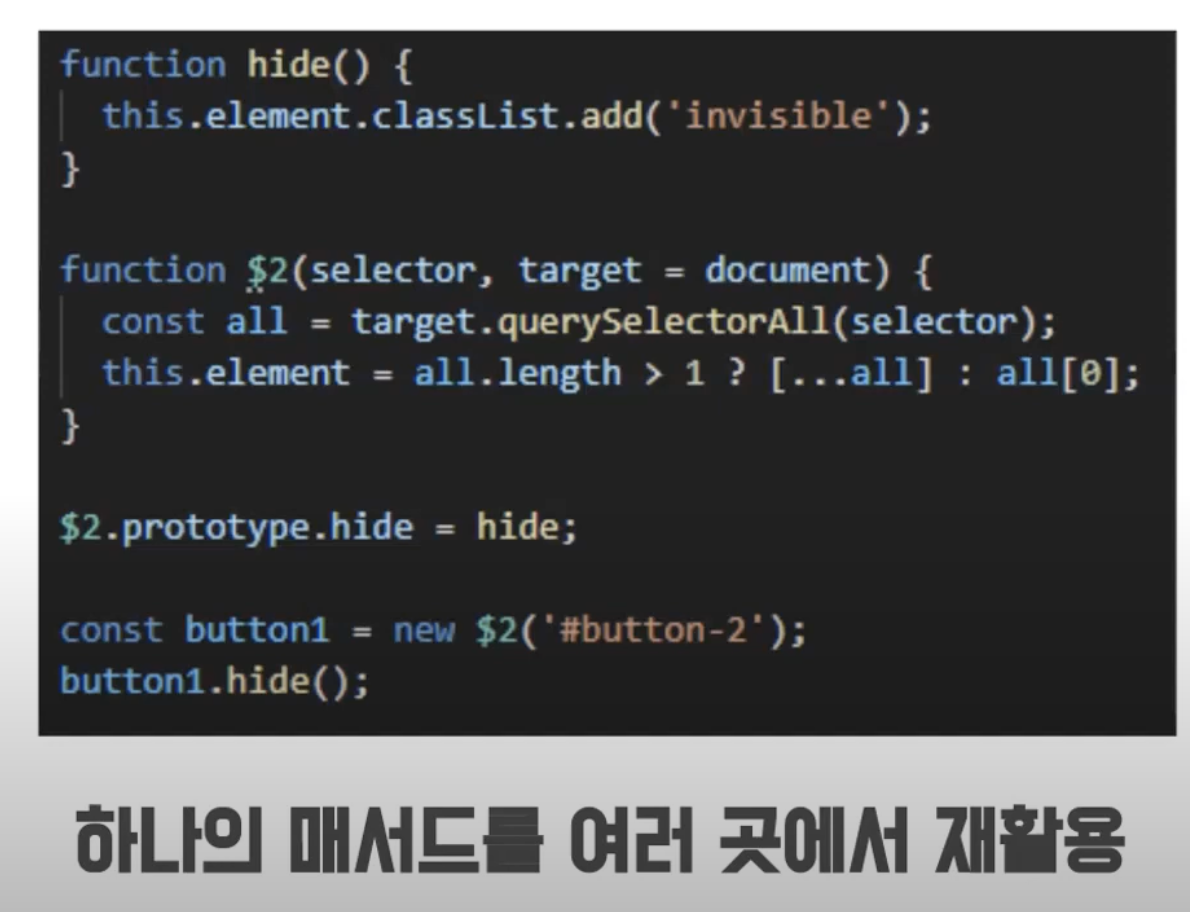 function hide() {
this.element.classList.add('invisible');
}
function $2(selector, target = document) {
const all = target.querySelectorAll(selector);
this.element = all.length > 1 ? [...all] : all[0];
}
$2.prototype.hide = hide;
const button1 = new $2('#button-2');
button1.hide();
하나의 매서드를 여러 곳에서 재활용